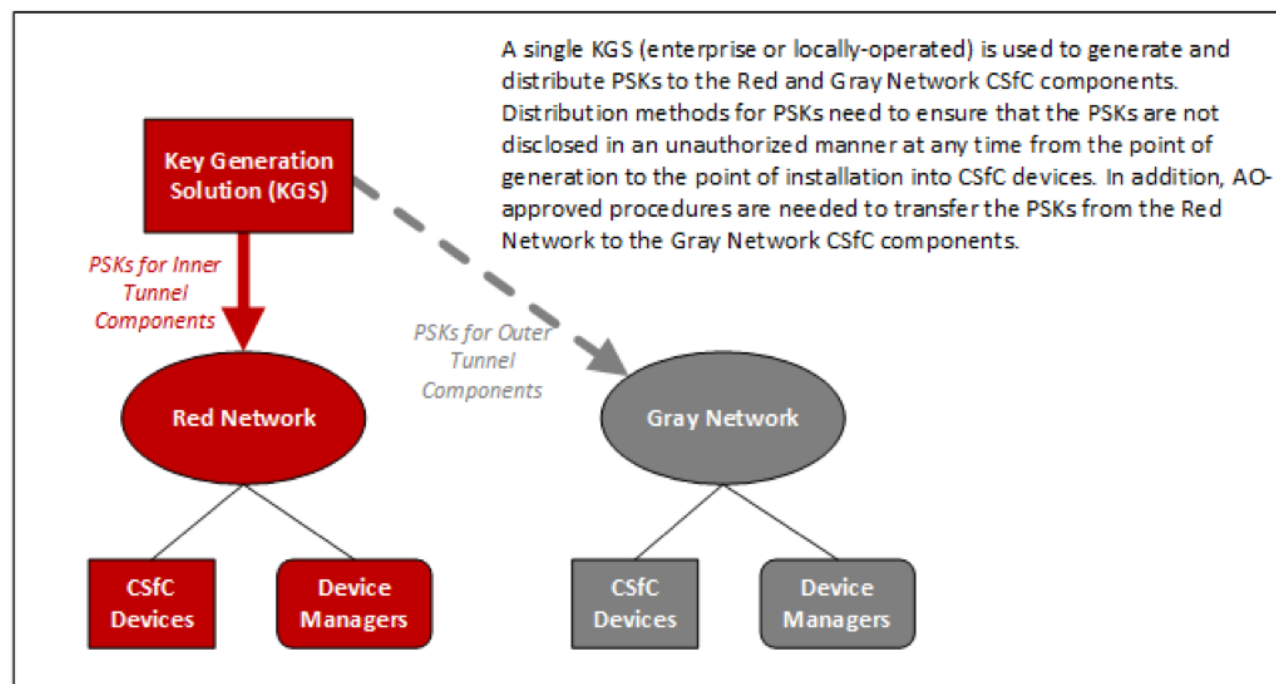 A single KGS (enterprise or locally-operated) is used to generate and
distribute PSKs to the Red and Gray Network CSfC components.
Distribution methods for PSKs need to ensure that the PSKs are not
disclosed in an unauthorized manner at any time from the point of
generation to the point of installation into CSfC devices. In addition, AO-
approved procedures are needed to transfer the PSKs from the Red
Network to the Gray Network CSfC components.
Key Generation
Solution (KGS)
PSKs for Inner
Tunnel
Components
PSKs for Outer
Tunnel
Components
Red Network
Gray Network
CSfC
Devices
Device
Managers
CSfC
Devices
Device
Managers